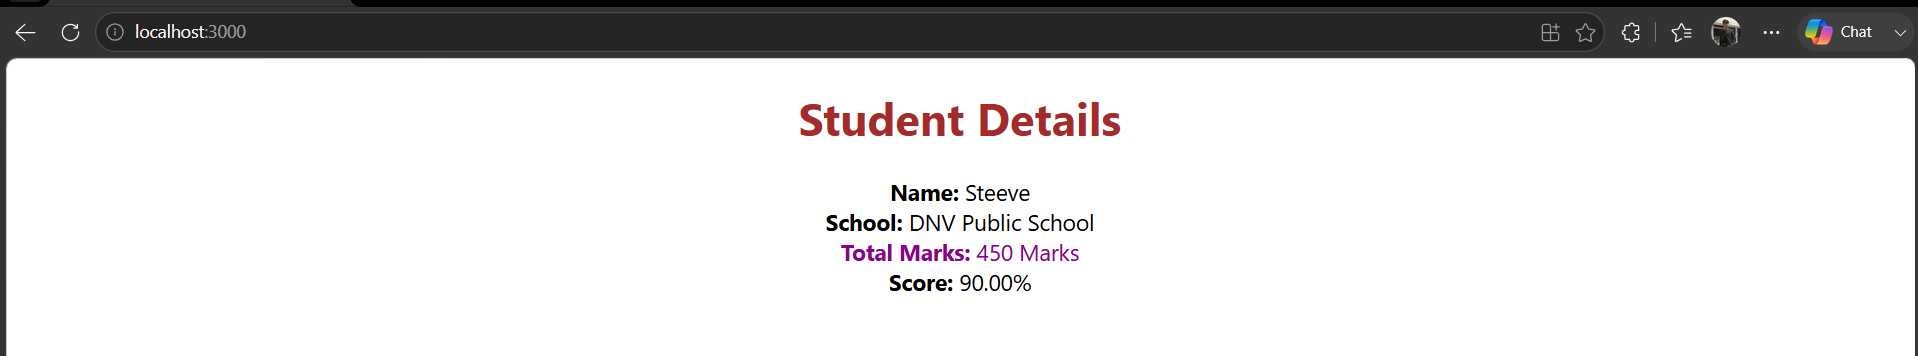 localhost:3000
Chat
Student Details
Name: Steeve
School: DNV Public School
Total Marks: 450 Marks
Score: 90.00%